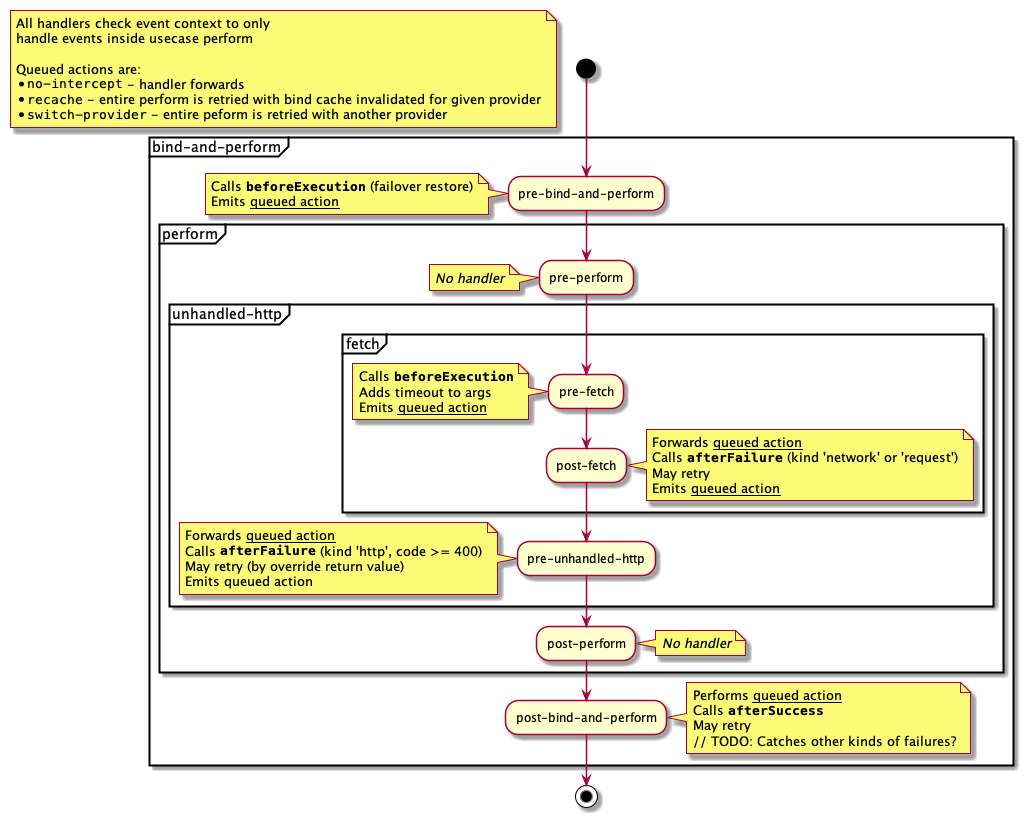 All handlers check event context to only
handle events inside usecase perform
Queued actions are:
• no-intercept - handler forwards
• recache - entire perform is retried with bind cache invalidated for given provider
• switch-provider - entire peform is retried with another provider
bind-and-perform
Calls beforeExecution (failover restore)
Emits queued action
pre-bind-and-perform
perform
No handler
pre-perform
unhandled-http
fetch
Calls beforeExecution
Adds timeout to args
Emits queued action
pre-fetch
post-fetch
Forwards queued action
Calls afterFailure (kind 'network' or 'request')
May retry
Emits queued action
Forwards queued action
Calls afterFailure (kind 'http', code >= 400)
May retry (by override return value)
Emits queued action
pre-unhandled-http
post-perform
No handler
post-bind-and-perform
Performs queued action
Calls afterSuccess
May retry
// TODO: Catches other kinds of failures?